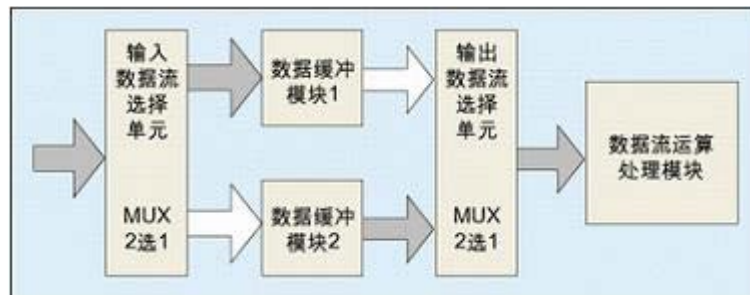 输入
数据流
选择
单元
MUX
2选1
数据缓冲
模块1
数据缓冲
模块2
输出
数据流
选择
单元
MUX
2选1
数据流运算
处理模块